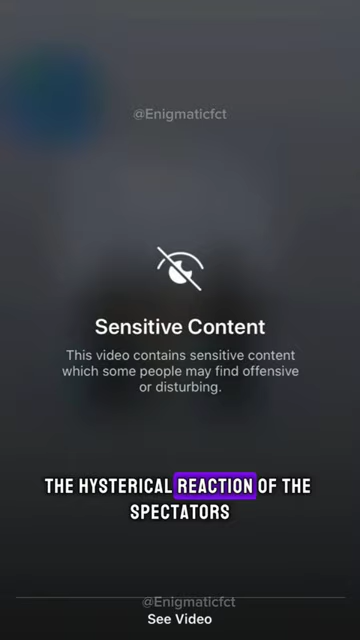 @Enigmaticfct
Sensitive Content
This video contains sensitive content
which some people may find offensive
or disturbing.
THE HYSTERICAL REACTION OF THE
SPECTATORS
@Enigmaticfct
See Video